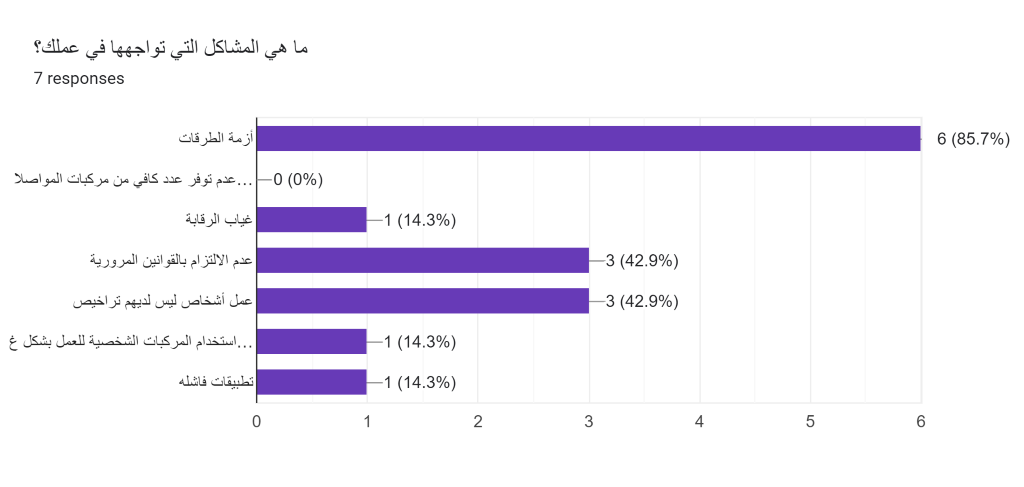 ما هي المشاكل التي تواجهها في عملك؟
7 responses
أزمة الطرقات
6 (85.7%)
عدم توفر عدد كافي من مركبات المواصلا…
0 (0%)
غياب الرقابة
1 (14.3%)
عدم الالتزام بالقوانين المرورية
3 (42.9%)
عمل أشخاص ليس لديهم تراخيص
3 (42.9%)
استخدام المركبات الشخصية للعمل بشكل غ…
1 (14.3%)
تطبيقات فاشله
1 (14.3%)
0 1 2 3 4 5 6